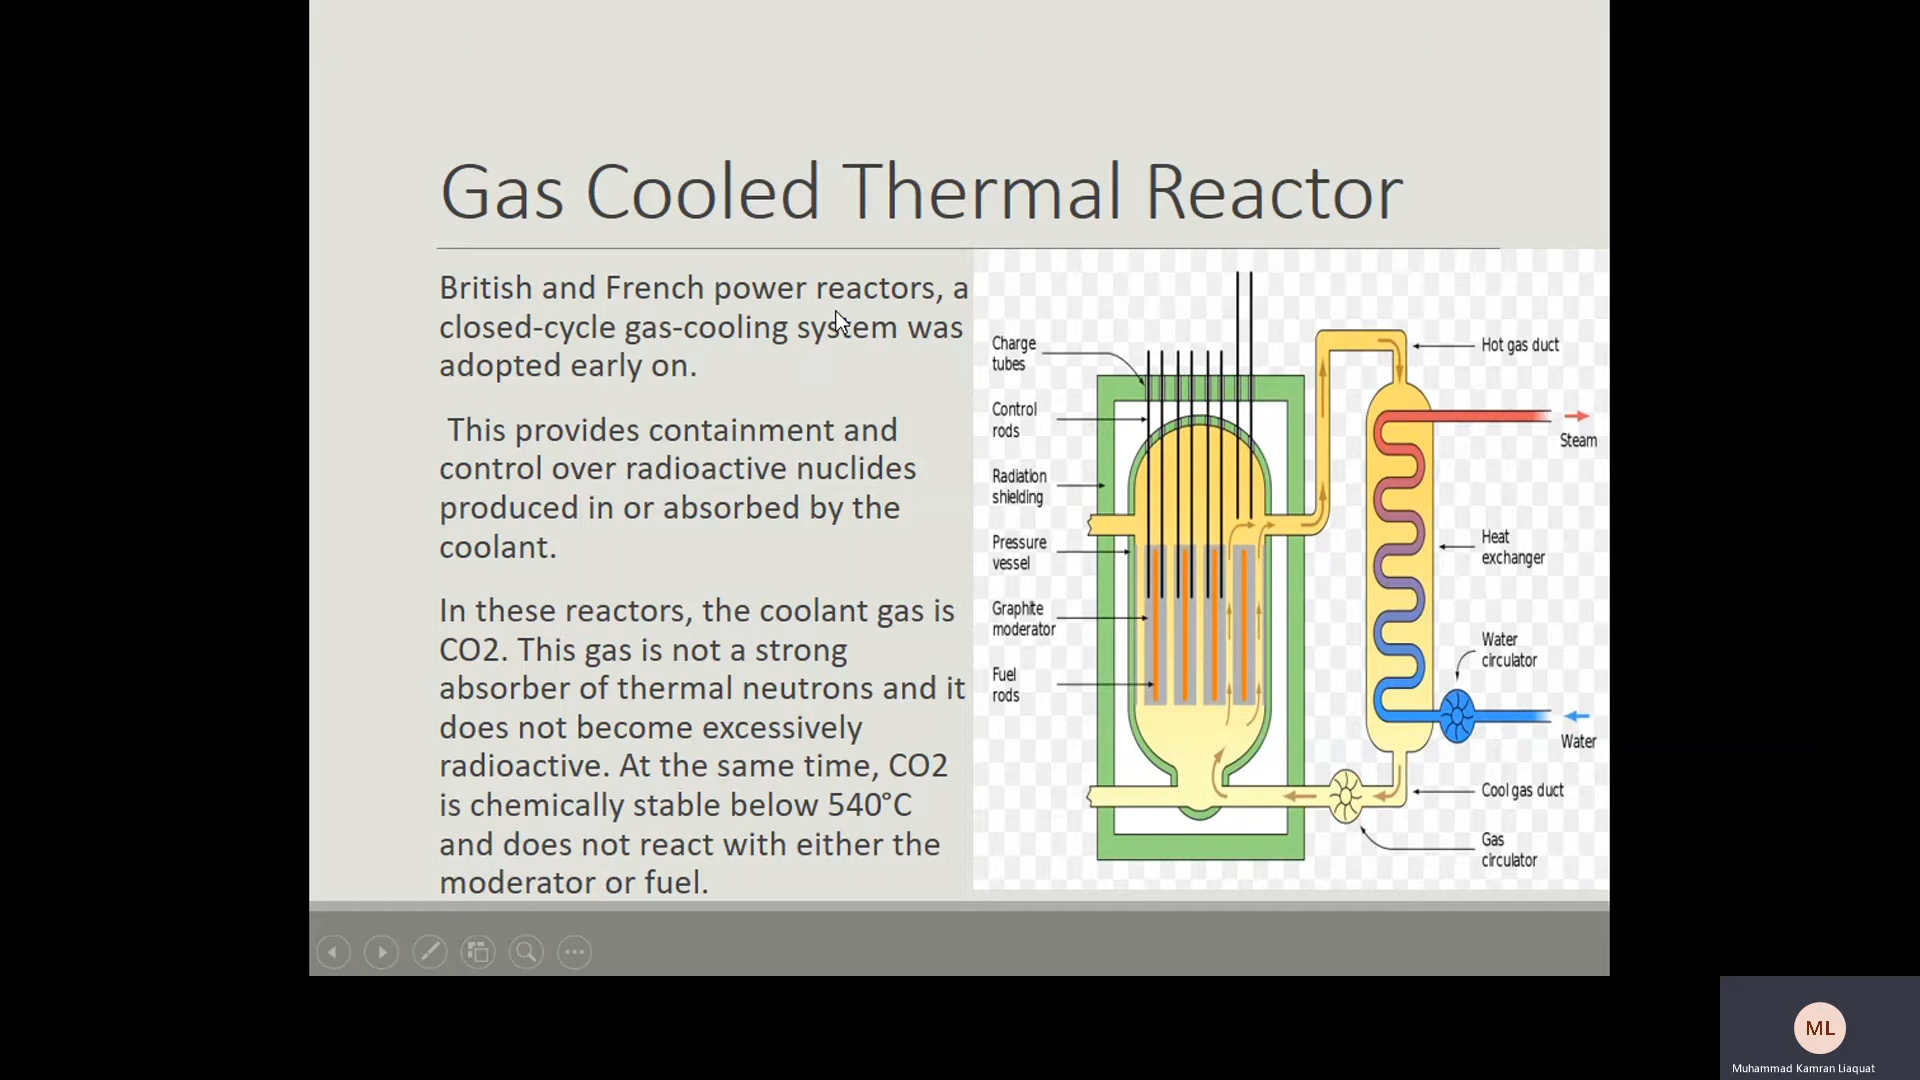 Gas Cooled Thermal Reactor
British and French power reactors, a
closed-cycle gas-cooling system was
adopted early on.
This provides containment and
control over radioactive nuclides
produced in or absorbed by the
coolant.
In these reactors, the coolant gas is
CO2. This gas is not a strong
absorber of thermal neutrons and it
does not become excessively
radioactive. At the same time, CO2
is chemically stable below 540°C
and does not react with either the
moderator or fuel.
Charge
tubes
Control
rods
Radiation
shielding
Pressure
vessel
Graphite
moderator
Fuel
rods
Hot gas duct
Steam
Heat
exchanger
Water
circulator
Water
Cool gas duct
Gas
circulator
ML
Muhammad Kamran Liaquat